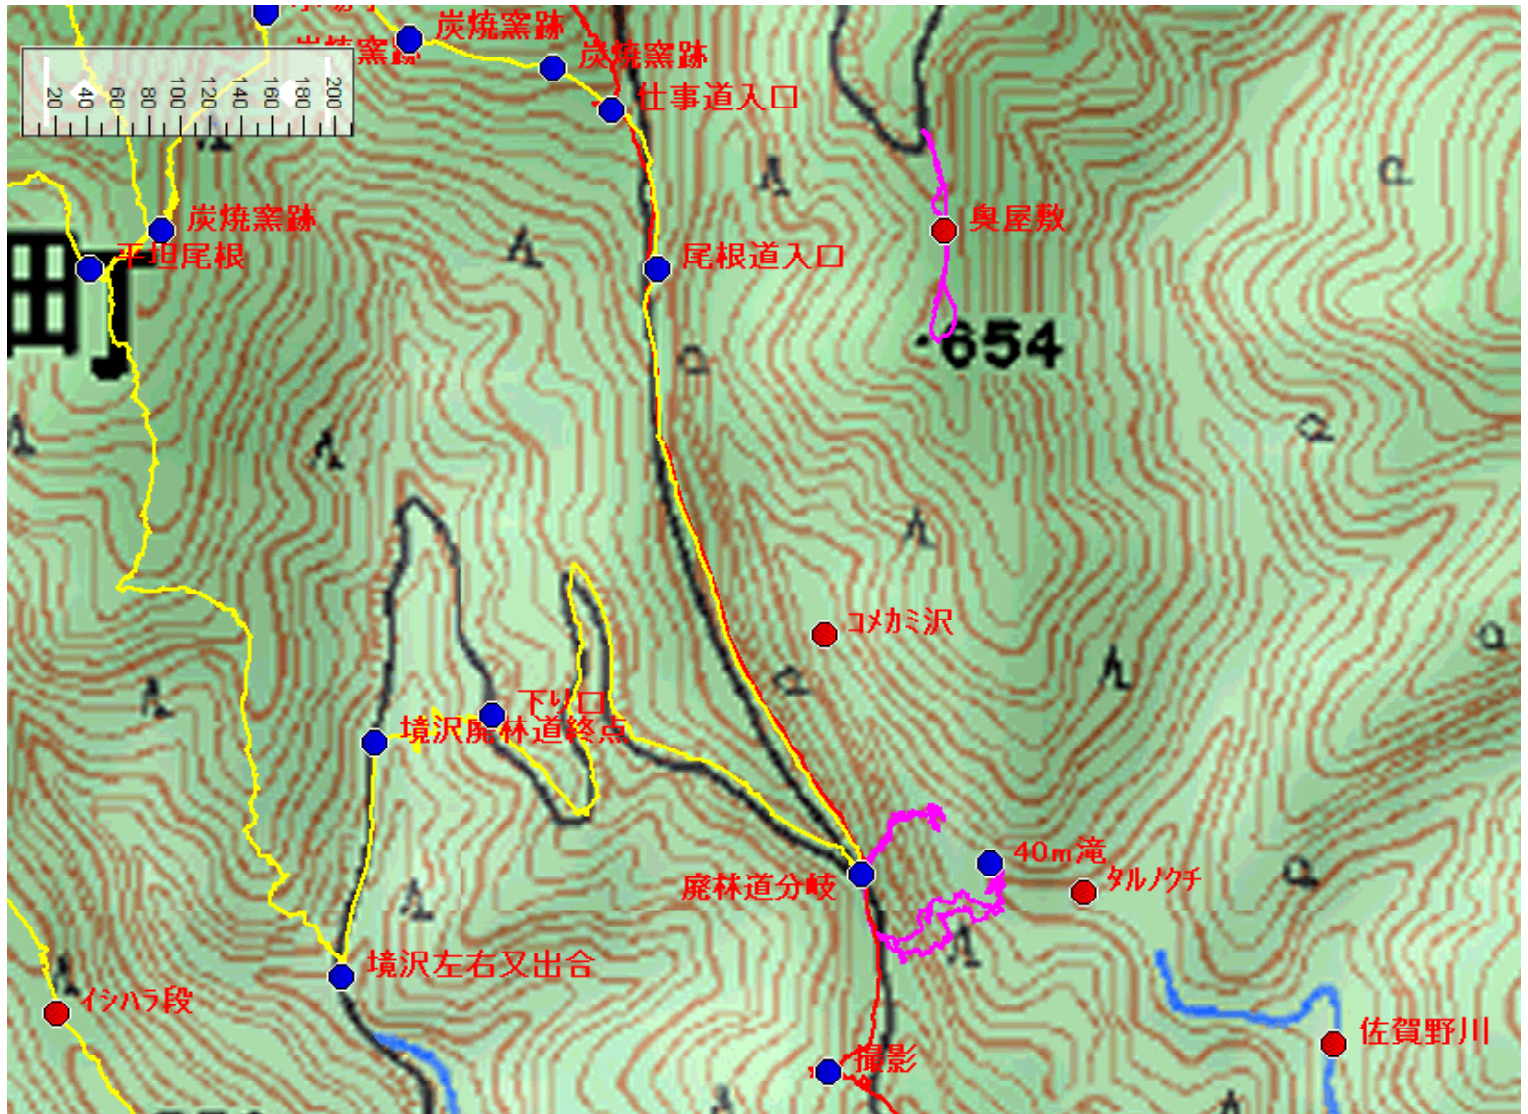 炭焼窯跡
炭焼窯跡
炭焼窯跡
仕事道入口
20 40 60 80 100 120 140 160 180 200
炭焼窯跡
奥屋敷
平坦尾根
尾根道入口
654
コメカミ沢
下り口
境沢廃林道終点
40m滝
タルノクチ
廃林道分岐
境沢左右又出合
イシハラ段
佐賀野川
撮影